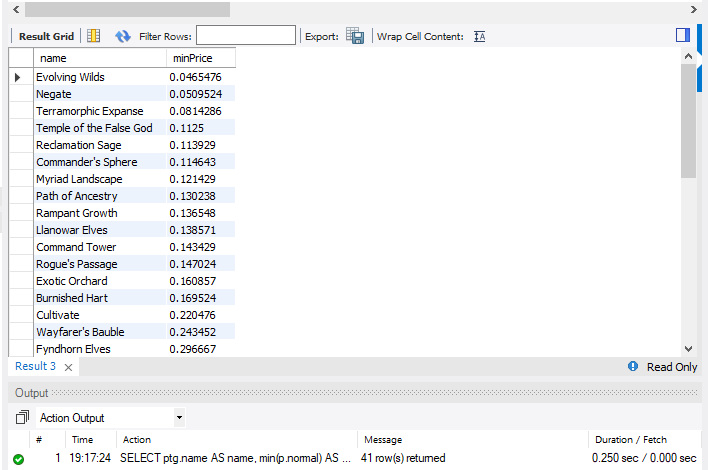 Result Grid Filter Rows: Export: Wrap Cell Content:
name minPrice
Evolving Wilds 0.0465476
Negate 0.0509524
Terramorphic Expanse 0.0814286
Temple of the False God 0.1125
Reclamation Sage 0.113929
Commander's Sphere 0.114643
Myriad Landscape 0.121429
Path of Ancestry 0.130238
Rampant Growth 0.136548
Llanowar Elves 0.138571
Command Tower 0.143429
Rogue's Passage 0.147024
Exotic Orchard 0.160857
Burnished Hart 0.169524
Cultivate 0.220476
Wayfarer's Bauble 0.243452
Fyndhorn Elves 0.296667
Result 3 Read Only
Output
Action Output
# Time Action Message Duration / Fetch
1 19:17:24 SELECT ptg.name AS name, min(p.normal) AS ... 41 row(s) returned 0.250 sec / 0.000 sec